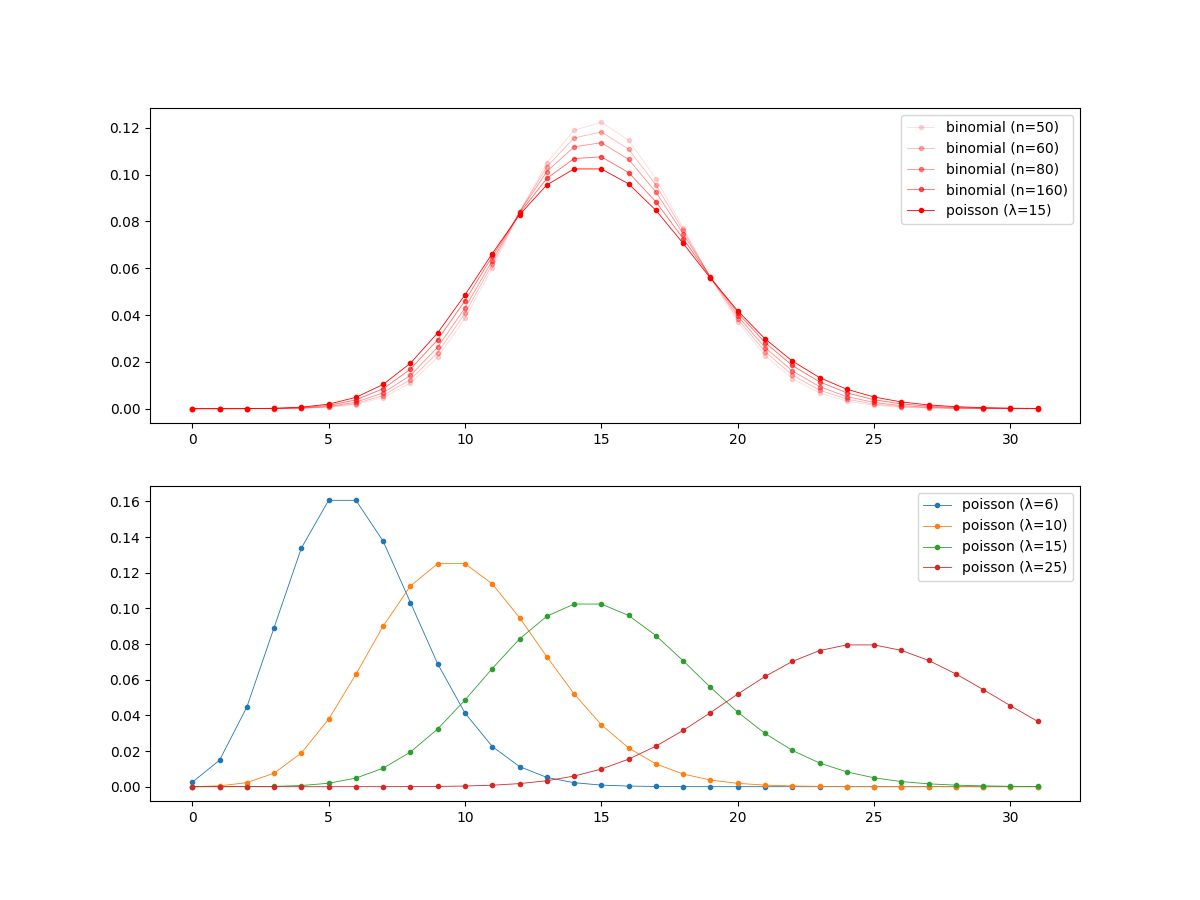 0.12
0.10
0.08
0.06
0.04
0.02
0.00
binomial (n=50)
binomial (n=60)
binomial (n=80)
binomial (n=160)
poisson (λ=15)
0 5 10 15 20 25 30
0.16
0.14
0.12
0.10
0.08
0.06
0.04
0.02
0.00
poisson (λ=6)
poisson (λ=10)
poisson (λ=15)
poisson (λ=25)
0 5 10 15 20 25 30